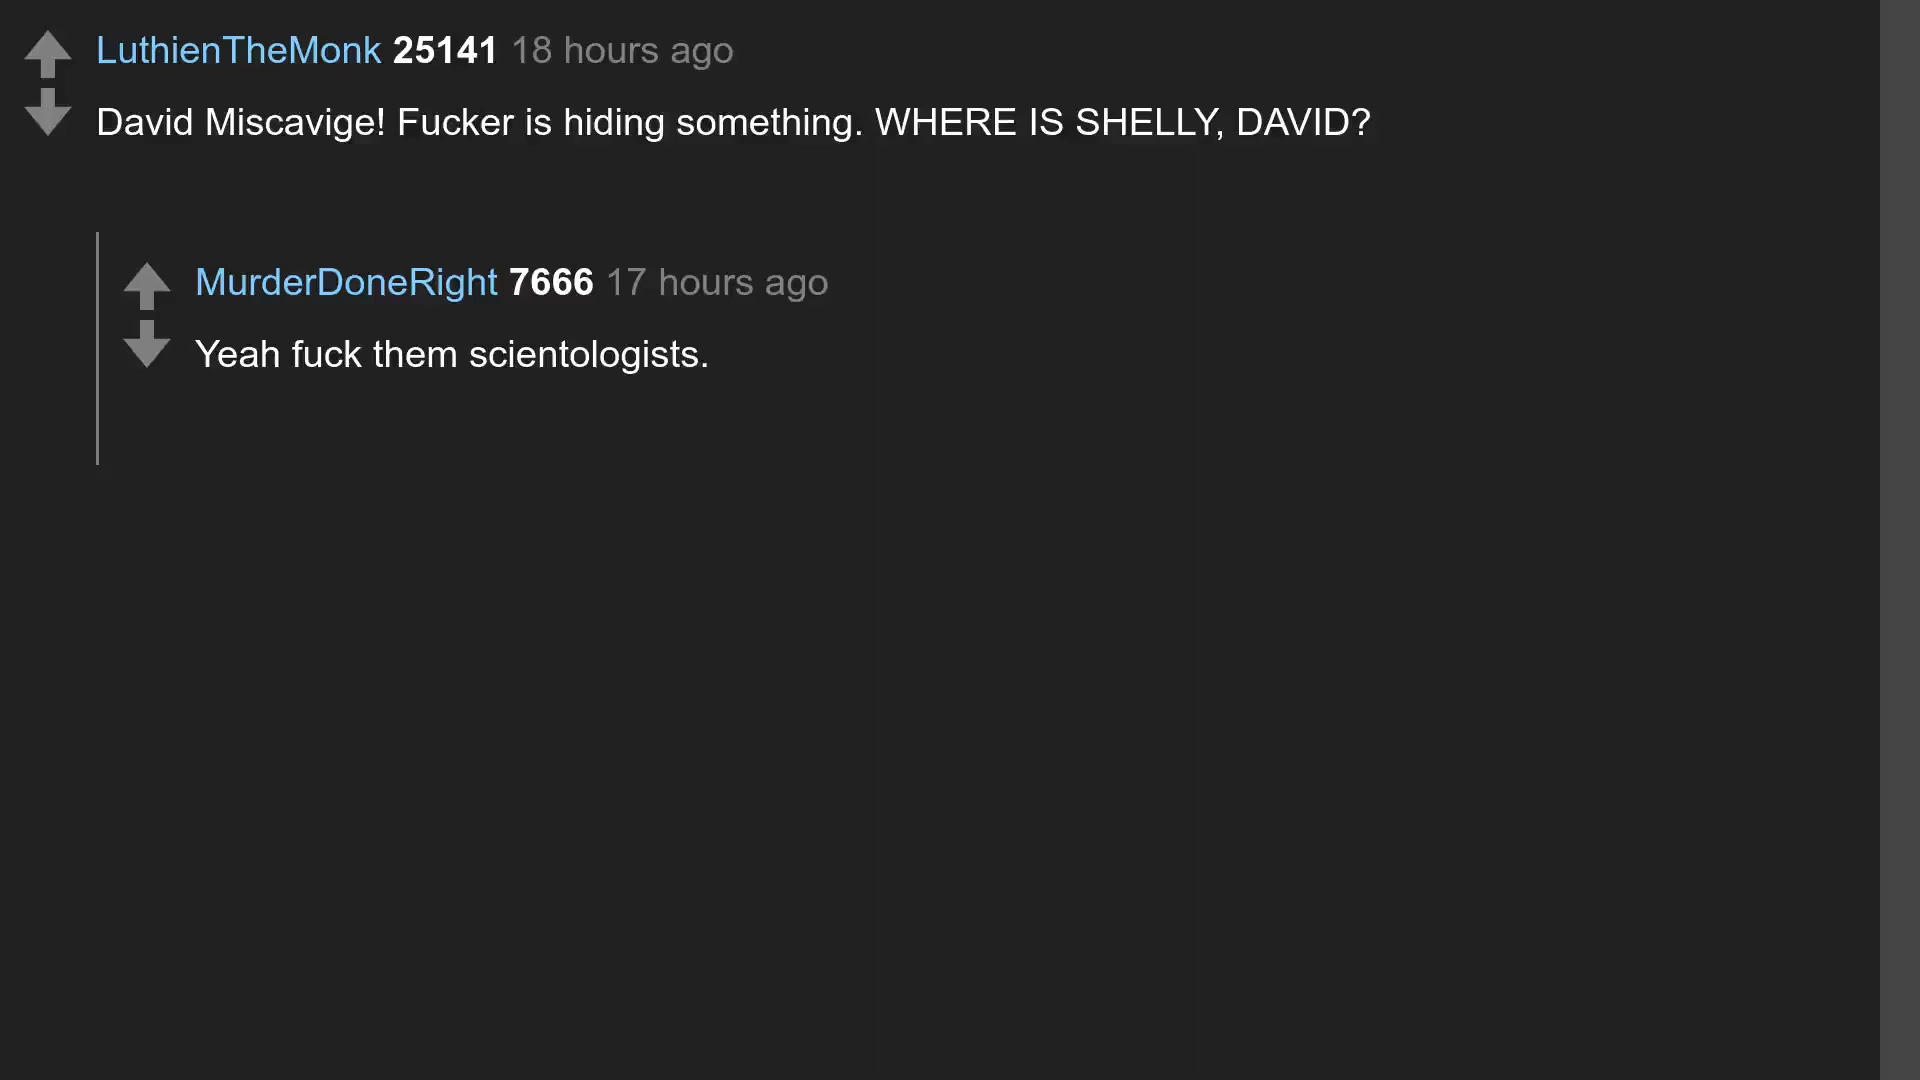 LuthienTheMonk 25141 18 hours ago
David Miscavige! Fucker is hiding something. WHERE IS SHELLY, DAVID?
MurderDoneRight 7666 17 hours ago
Yeah fuck them scientologists.